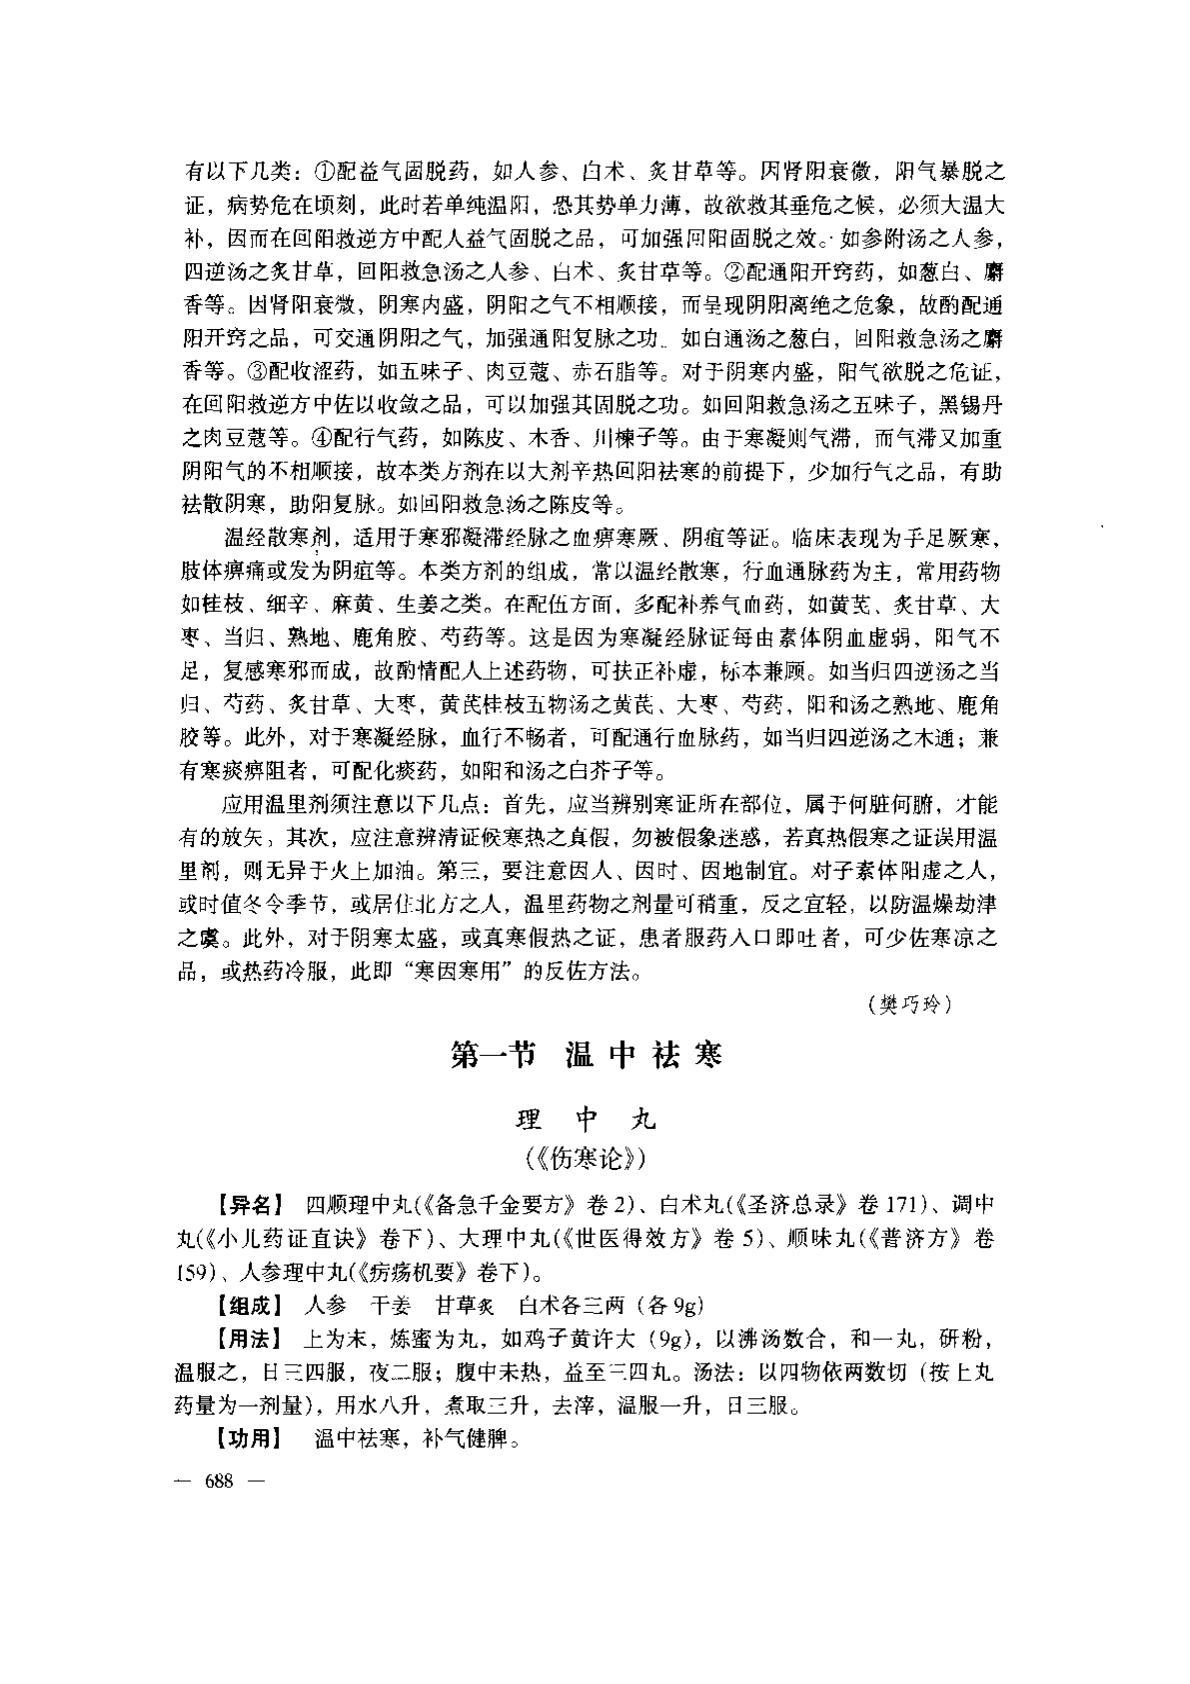 有以下几类：①配益气固脱药，如人参、白术、炙甘草等。因肾阳衰微，阳气暴脱之
证，病势危在顷刻，此时若单纯温阳，恐其势单力薄，故欲救其垂危之候，必须大温大
补，因而在回阳救逆方中配人益气固脱之品，可加强回阳固脱之效。如参附汤之人参，
四逆汤之炙甘草，回阳救急汤之人参、白术、炙甘草等。②配通阳开窍药，如葱白、麝
香等。因肾阳衰微，阴寒内盛，阴阳之气不相顺接，而呈现阴阳离绝之危象，故酌配通
阳开窍之品，可交通阴阳之气，加强通阳复脉之功。如白通汤之葱白，回阳救急汤之麝
香等。③配收涩药，如五味子、肉豆蔻、赤石脂等。对于阴寒内盛，阳气欲脱之危证，
在回阳救逆方中佐以收敛之品，可以加强其固脱之功。如回阳救急汤之五味子，黑锡丹
之肉豆蔻等。④配行气药，如陈皮、木香、川楝子等。由于寒凝则气滞，而气滞又加重
阴阳气的不相顺接，故本类方剂在以大剂辛热回阳祛寒的前提下，少加行气之品，有助
祛散阴寒，助阳复脉。如回阳救急汤之陈皮等。
温经散寒剂，适用于寒邪凝滞经脉之血痹寒厥、阴疽等证。临床表现为手足厥寒，
肢体痹痛或发为阴疽等。本类方剂的组成，常以温经散寒，行血通脉药为主，常用药物
如桂枝、细辛、麻黄、生姜之类。在配伍方面，多配补养气血药，如黄芪、炙甘草、大
枣、当归、熟地、鹿角胶、芍药等。这是因为寒凝经脉证每由素体阴血虚弱，阳气不
足，复感寒邪而成，故酌情配人上述药物，可扶正补虚，标本兼顾。如当归四逆汤之当
归、芍药、炙甘草、大枣，黄芪桂枝五物汤之黄芪、大枣、芍药，阳和汤之熟地、鹿角
胶等。此外，对于寒凝经脉，血行不畅者，可配通行血脉药，如当归四逆汤之木通；兼
有寒痰痹阻者，可配化痰药，如阳和汤之白芥子等。
应用温里剂须注意以下几点：首先，应当辨别寒证所在部位，属于何脏何腑，才能
有的放矢；其次，应注意辨清证候寒热之真假，勿被假象迷惑，若真热假寒之证误用温
里剂，则无异于火上加油。第三，要注意因人、因时、因地制宜。对子素体阳虚之人，
或时值冬令季节，或居住北方之人，温里药物之剂量可稍重，反之宜轻，以防温燥劫津
之虞。此外，对于阴寒太盛，或真寒假热之证，患者服药入口即吐者，可少佐寒凉之
品，或热药冷服，此即“寒因寒用”的反佐方法。
（樊巧玲）
第一节 温中祛寒
理中丸
（《伤寒论》）
【异名】 四顺理中丸（《备急千金要方》卷2）、白术丸（《圣济总录》卷171）、调中
丸（《小儿药证直诀》卷下）、大理中丸（《世医得效方》卷5）、顺味丸（《普济方》卷
159）、人参理中丸（《疠疡机要》卷下）。
【组成】 人参 干姜 甘草炙 白术各三两（各9g）
【用法】 上为末，炼蜜为丸，如鸡子黄许大（9g），以沸汤数合，和一丸，研粉，
温服之，日三四服，夜二服；腹中未热，益至三四丸。汤法：以四物依两数切（按上丸
药量为一剂量），用水八升，煮取三升，去滓，温服一升，日三服。
【功用】 温中祛寒，补气健脾。
— 688 —